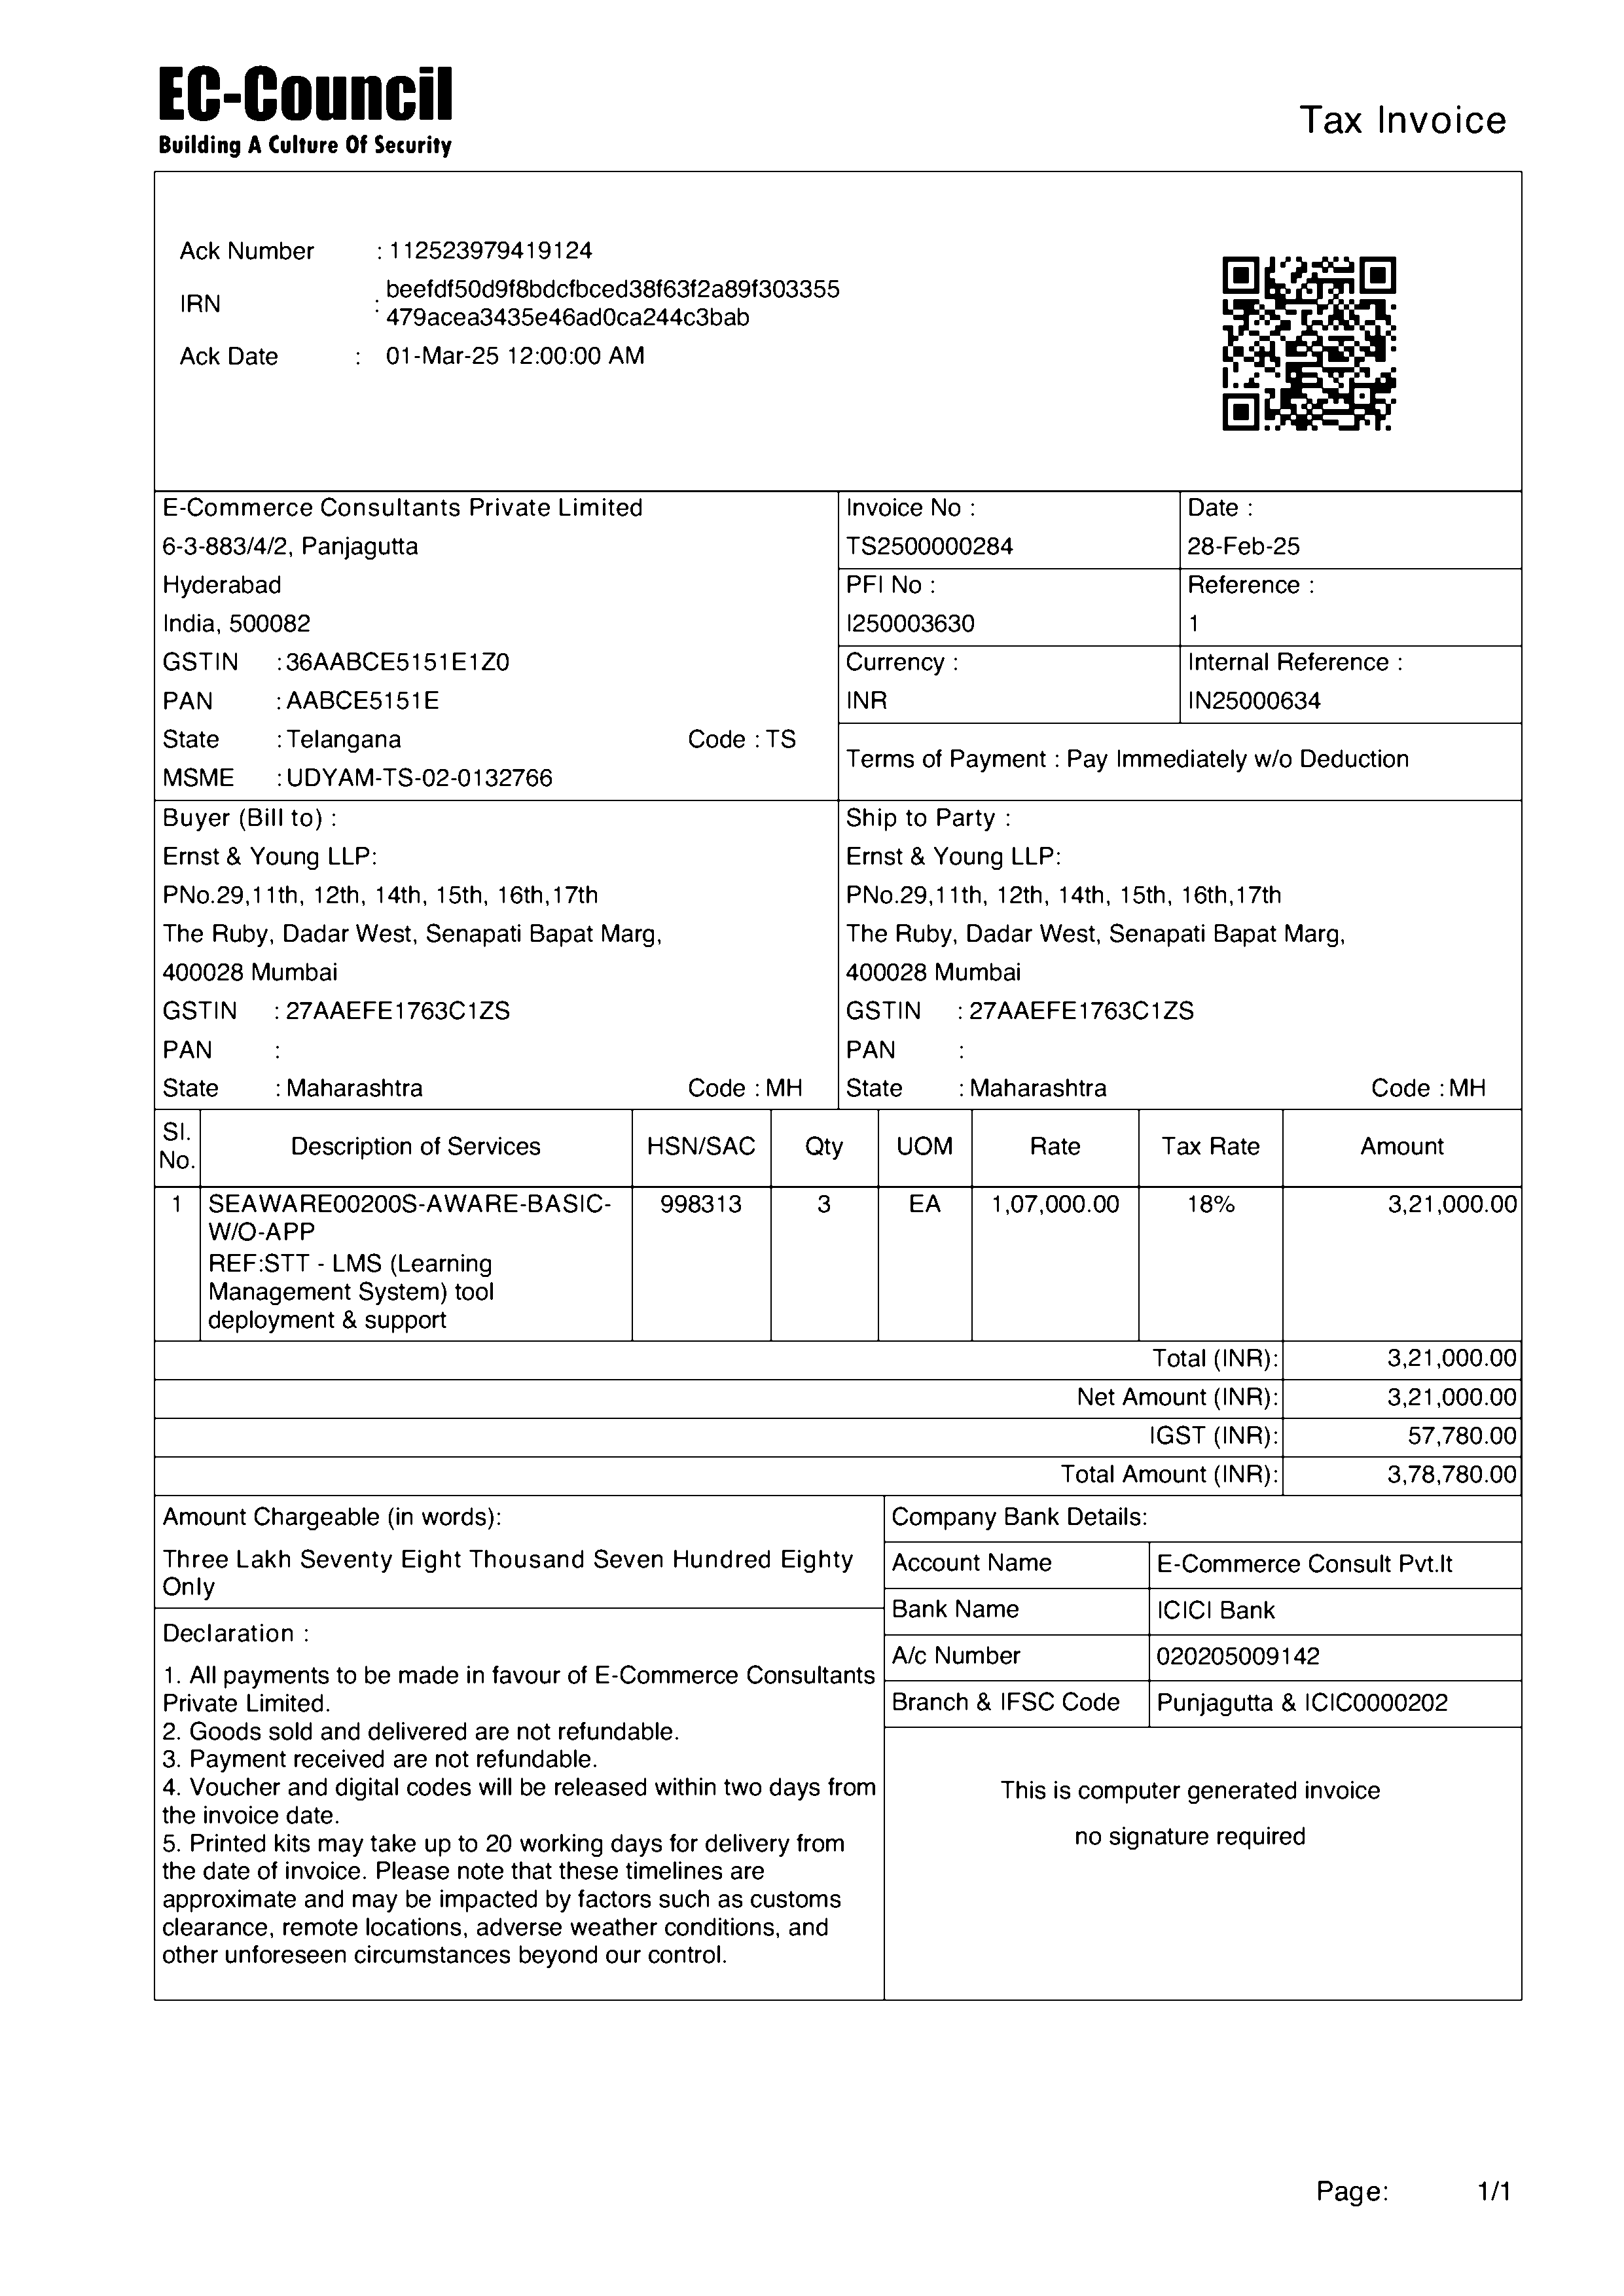 EC-Council
Building A Culture Of Security
Tax Invoice
Ack Number : 112523979419124
IRN : beefdf50d9f8bdcfbced38f63f2a89f303355
479acea3435e46ad0ca244c3bab
Ack Date : 01-Mar-25 12:00:00 AM
E-Commerce Consultants Private Limited
6-3-883/4/2, Panjagutta
Hyderabad
India, 500082
GSTIN : 36AABCE5151E1Z0
PAN : AABCE5151E
State : Telangana Code : TS
MSME : UDYAM-TS-02-0132766
Invoice No :
TS2500000284
Date :
28-Feb-25
PFI No :
I250003630
Reference :
1
Currency :
INR
Internal Reference :
IN25000634
Terms of Payment : Pay Immediately w/o Deduction
Buyer (Bill to) :
Ernst & Young LLP:
PNo.29,11th, 12th, 14th, 15th, 16th,17th
The Ruby, Dadar West, Senapati Bapat Marg,
400028 Mumbai
GSTIN : 27AAEFE1763C1ZS
PAN :
State : Maharashtra Code : MH
Ship to Party :
Ernst & Young LLP:
PNo.29,11th, 12th, 14th, 15th, 16th,17th
The Ruby, Dadar West, Senapati Bapat Marg,
400028 Mumbai
GSTIN : 27AAEFE1763C1ZS
PAN :
State : Maharashtra Code : MH
Sl. No. Description of Services HSN/SAC Qty UOM Rate Tax Rate Amount
1 SEAWARE00200S-AWARE-BASIC- 998313 3 EA 1,07,000.00 18% 3,21,000.00
W/O-APP
REF:STT - LMS (Learning
Management System) tool
deployment & support
Total (INR): 3,21,000.00
Net Amount (INR): 3,21,000.00
IGST (INR): 57,780.00
Total Amount (INR): 3,78,780.00
Amount Chargeable (in words):
Three Lakh Seventy Eight Thousand Seven Hundred Eighty
Only
Declaration :
1. All payments to be made in favour of E-Commerce Consultants
Private Limited.
2. Goods sold and delivered are not refundable.
3. Payment received are not refundable.
4. Voucher and digital codes will be released within two days from
the invoice date.
5. Printed kits may take up to 20 working days for delivery from
the date of invoice. Please note that these timelines are
approximate and may be impacted by factors such as customs
clearance, remote locations, adverse weather conditions, and
other unforeseen circumstances beyond our control.
Company Bank Details:
Account Name E-Commerce Consult Pvt.lt
Bank Name ICICI Bank
A/c Number 020205009142
Branch & IFSC Code Punjagutta & ICIC0000202
This is computer generated invoice
no signature required
Page: 1/1